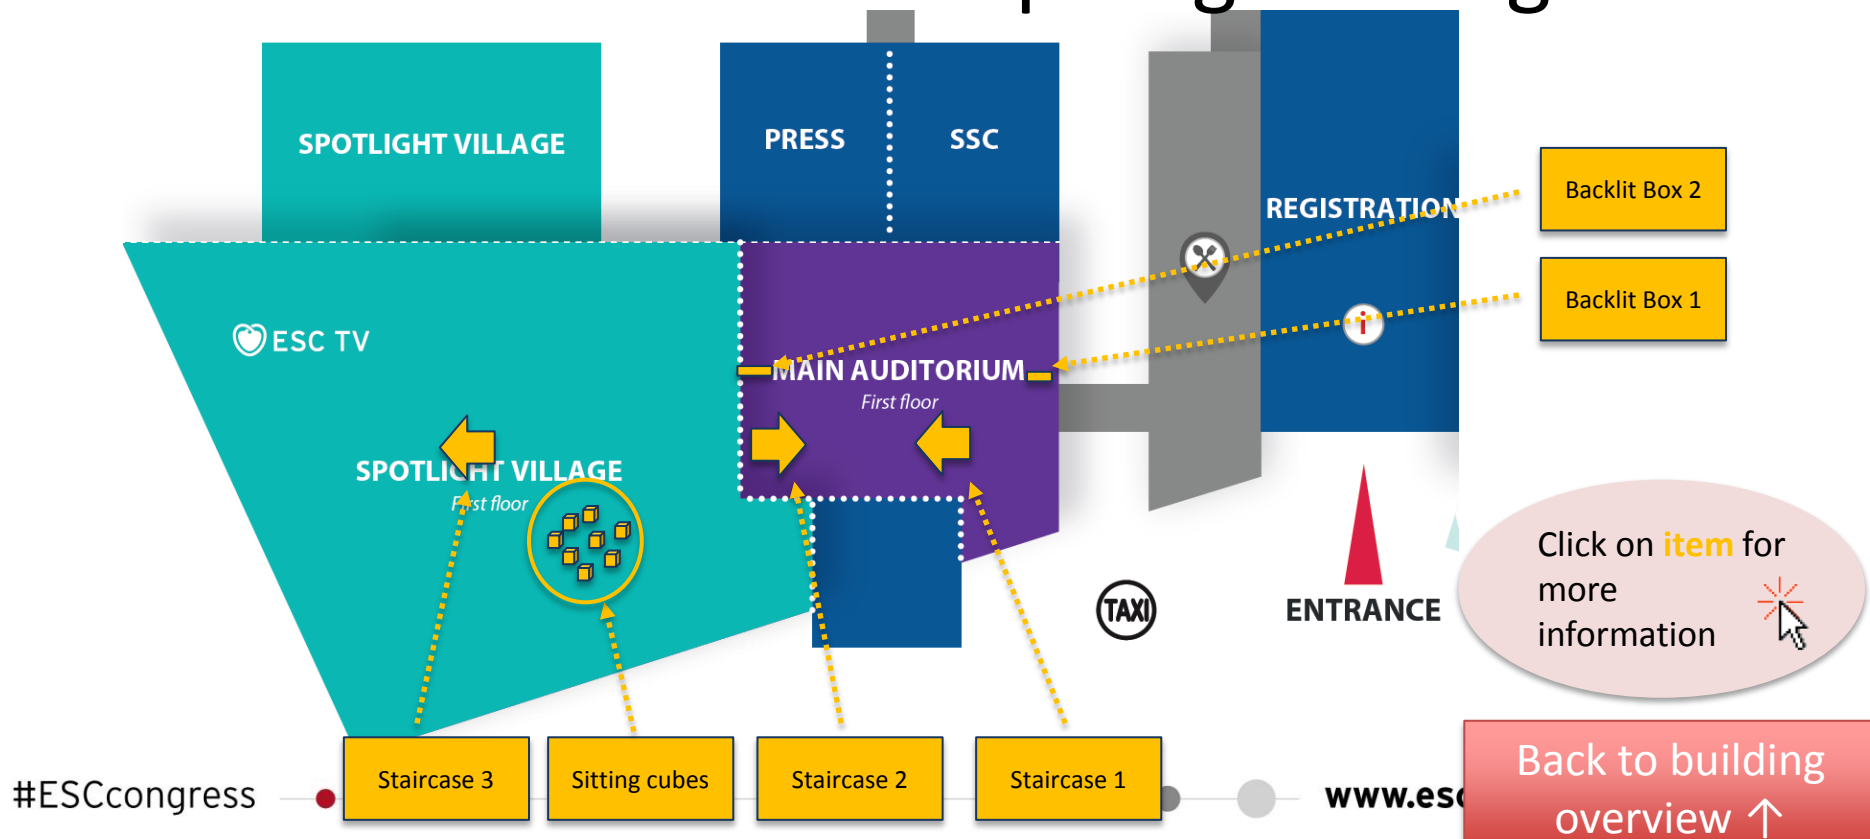 SPOTLIGHT VILLAGE
PRESS
SSC
REGISTRATION
Backlit Box 2
Backlit Box 1
ESC TV
MAIN AUDITORIUM
First floor
SPOTLIGHT VILLAGE
First floor
i
TAXI
ENTRANCE
Click on item for
more
information
Staircase 3
Sitting cubes
Staircase 2
Staircase 1
Back to building
overview ↑
#ESCcongress
www.esc